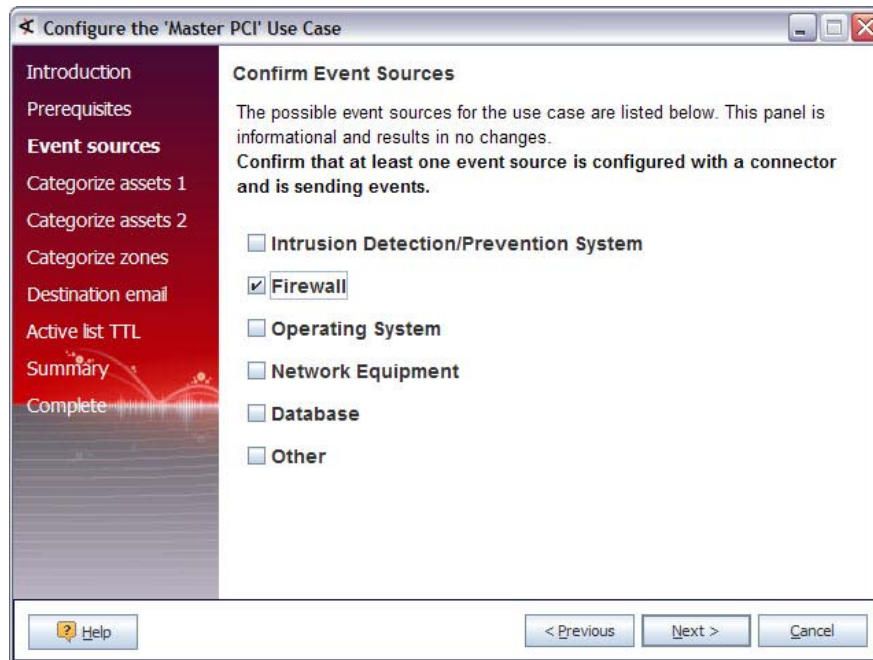 Configure the 'Master PCI' Use Case
Introduction
Prerequisites
Event sources
Categorize assets 1
Categorize assets 2
Categorize zones
Destination email
Active list TTL
Summary
Complete
Confirm Event Sources
The possible event sources for the use case are listed below. This panel is
informational and results in no changes.
Confirm that at least one event source is configured with a connector
and is sending events.
Intrusion Detection/Prevention System
Firewall
Operating System
Network Equipment
Database
Other
Help
< Previous
Next >
Cancel